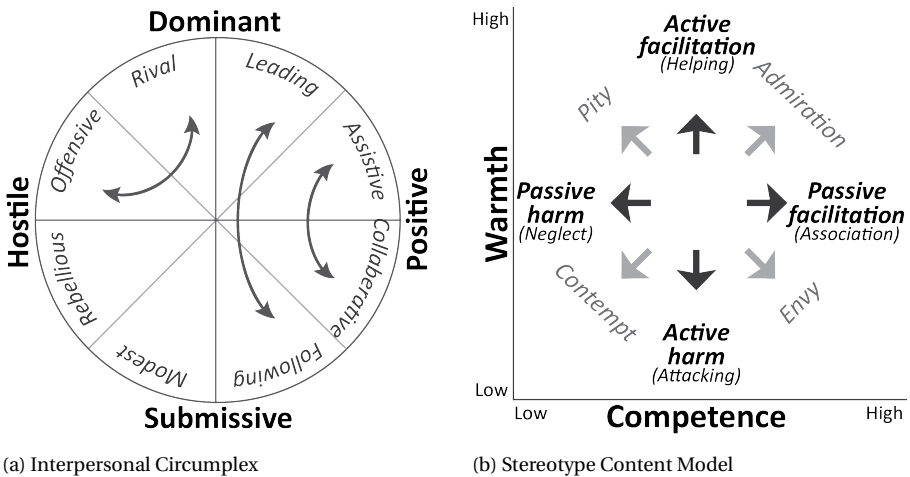 Dominant
Rival
Leading
Offensive
Assistive
Hostile
Positive
Rebellious
Collaborative
Modest
Following
Submissive
(a) Interpersonal Circumplex
High
Active
facilitation
(Helping)
Pity
Admiration
Warmth
Passive
harm
(Neglect)
Passive
facilitation
(Association)
Contempt
Envy
Active
harm
(Attacking)
Low
Low
Competence
High
(b) Stereotype Content Model